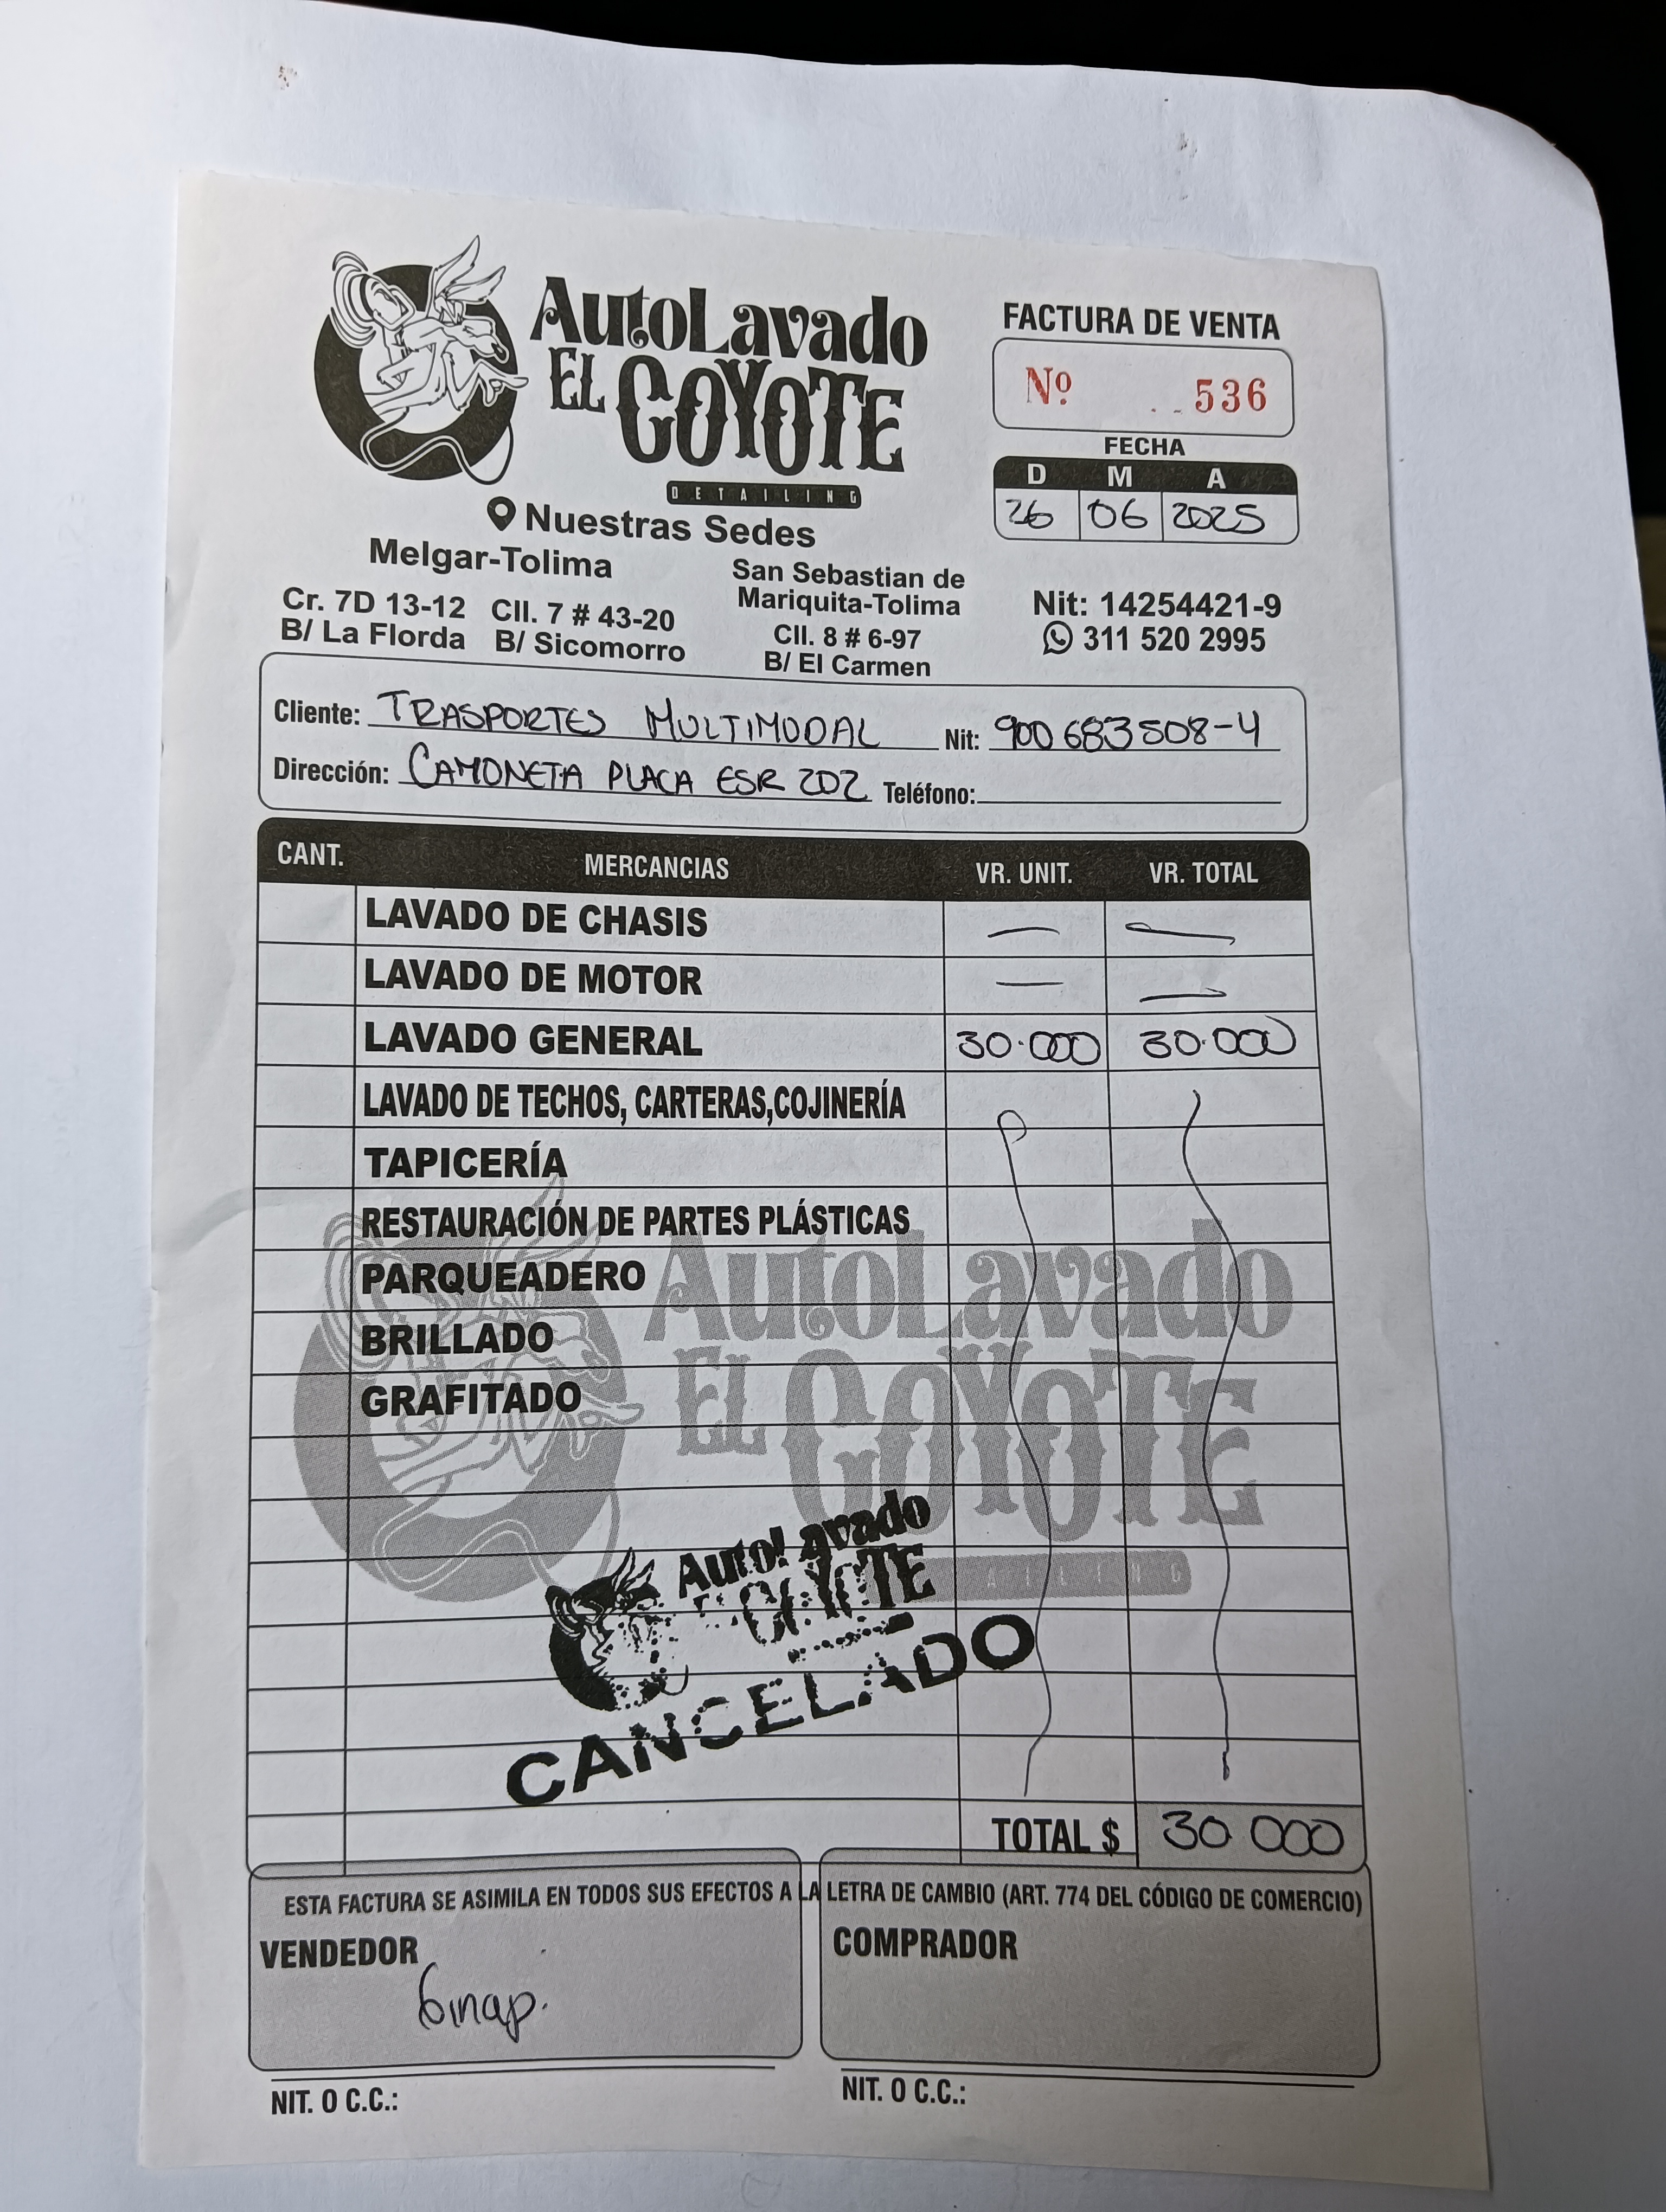 AutoLavado
EL COYOTE
DETAILING
FACTURA DE VENTA
Nº 536
FECHA
D M A
26 06 2025
Nuestras Sedes
Melgar-Tolima
Cr. 7D 13-12
B/ La Florda
Cll. 7 # 43-20
B/ Sicomorro
San Sebastian de
Mariquita-Tolima
Cll. 8 # 6-97
B/ El Carmen
Nit: 14254421-9
311 520 2995
Cliente: TRASPORTES MULTIMODAL Nit: 900683508-4
Dirección: CAMONETA PLACA ESR 202 Teléfono:
CANT. MERCANCIAS VR. UNIT. VR. TOTAL
LAVADO DE CHASIS — —
LAVADO DE MOTOR — —
LAVADO GENERAL 30.000 30.000
LAVADO DE TECHOS, CARTERAS,COJINERÍA
TAPICERÍA
RESTAURACIÓN DE PARTES PLÁSTICAS
PARQUEADERO
BRILLADO
GRAFITADO
AutoLavado
EL COYOTE
AutoLavado
COYOTE
CANCELADO
TOTAL $ 30 000
ESTA FACTURA SE ASIMILA EN TODOS SUS EFECTOS A LA LETRA DE CAMBIO (ART. 774 DEL CÓDIGO DE COMERCIO)
VENDEDOR
COMPRADOR
NIT. O C.C.:
NIT. O C.C.: